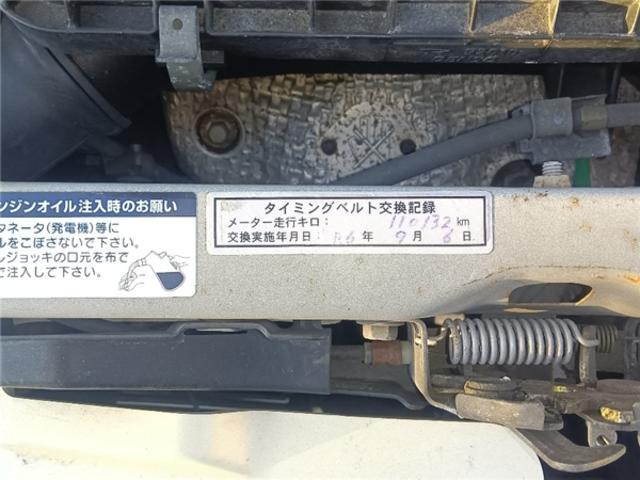 ンジンオイル注入時のお願い
タネータ(発電機)等に
ルをこぼさないで下さい。
ルジョッキの口元を布で
で注入して下さい。
タイミングベルト交換記録
メーター走行キロ: 110132 km
交換実施年月日: R6 年 9 月 6 日